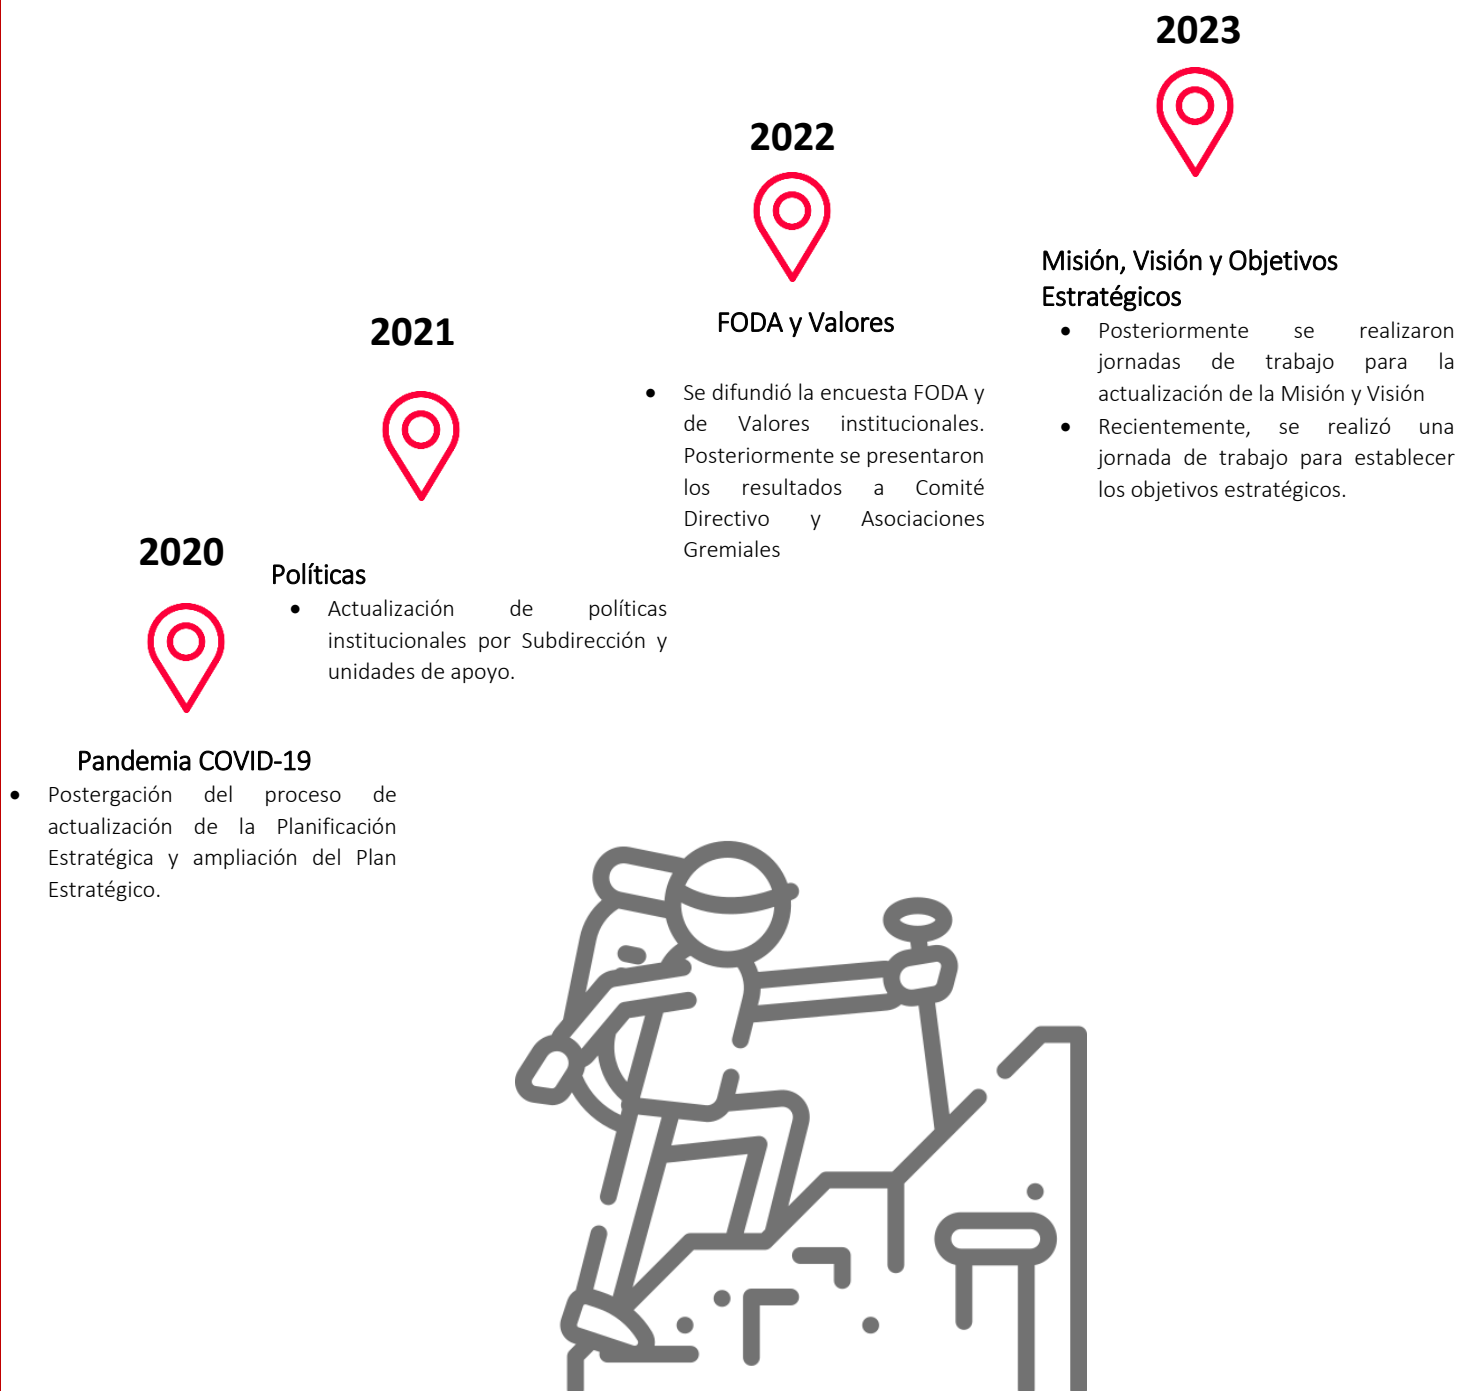 2020
Pandemia COVID-19
• Postergación del proceso de
actualización de la Planificación
Estratégica y ampliación del Plan
Estratégico.
2021
Políticas
• Actualización de políticas
institucionales por Subdirección y
unidades de apoyo.
2022
FODA y Valores
• Se difundió la encuesta FODA y
de Valores institucionales.
Posteriormente se presentaron
los resultados a Comité
Directivo y Asociaciones
Gremiales
2023
Misión, Visión y Objetivos
Estratégicos
• Posteriormente se realizaron
jornadas de trabajo para la
actualización de la Misión y Visión
• Recientemente, se realizó una
jornada de trabajo para establecer
los objetivos estratégicos.